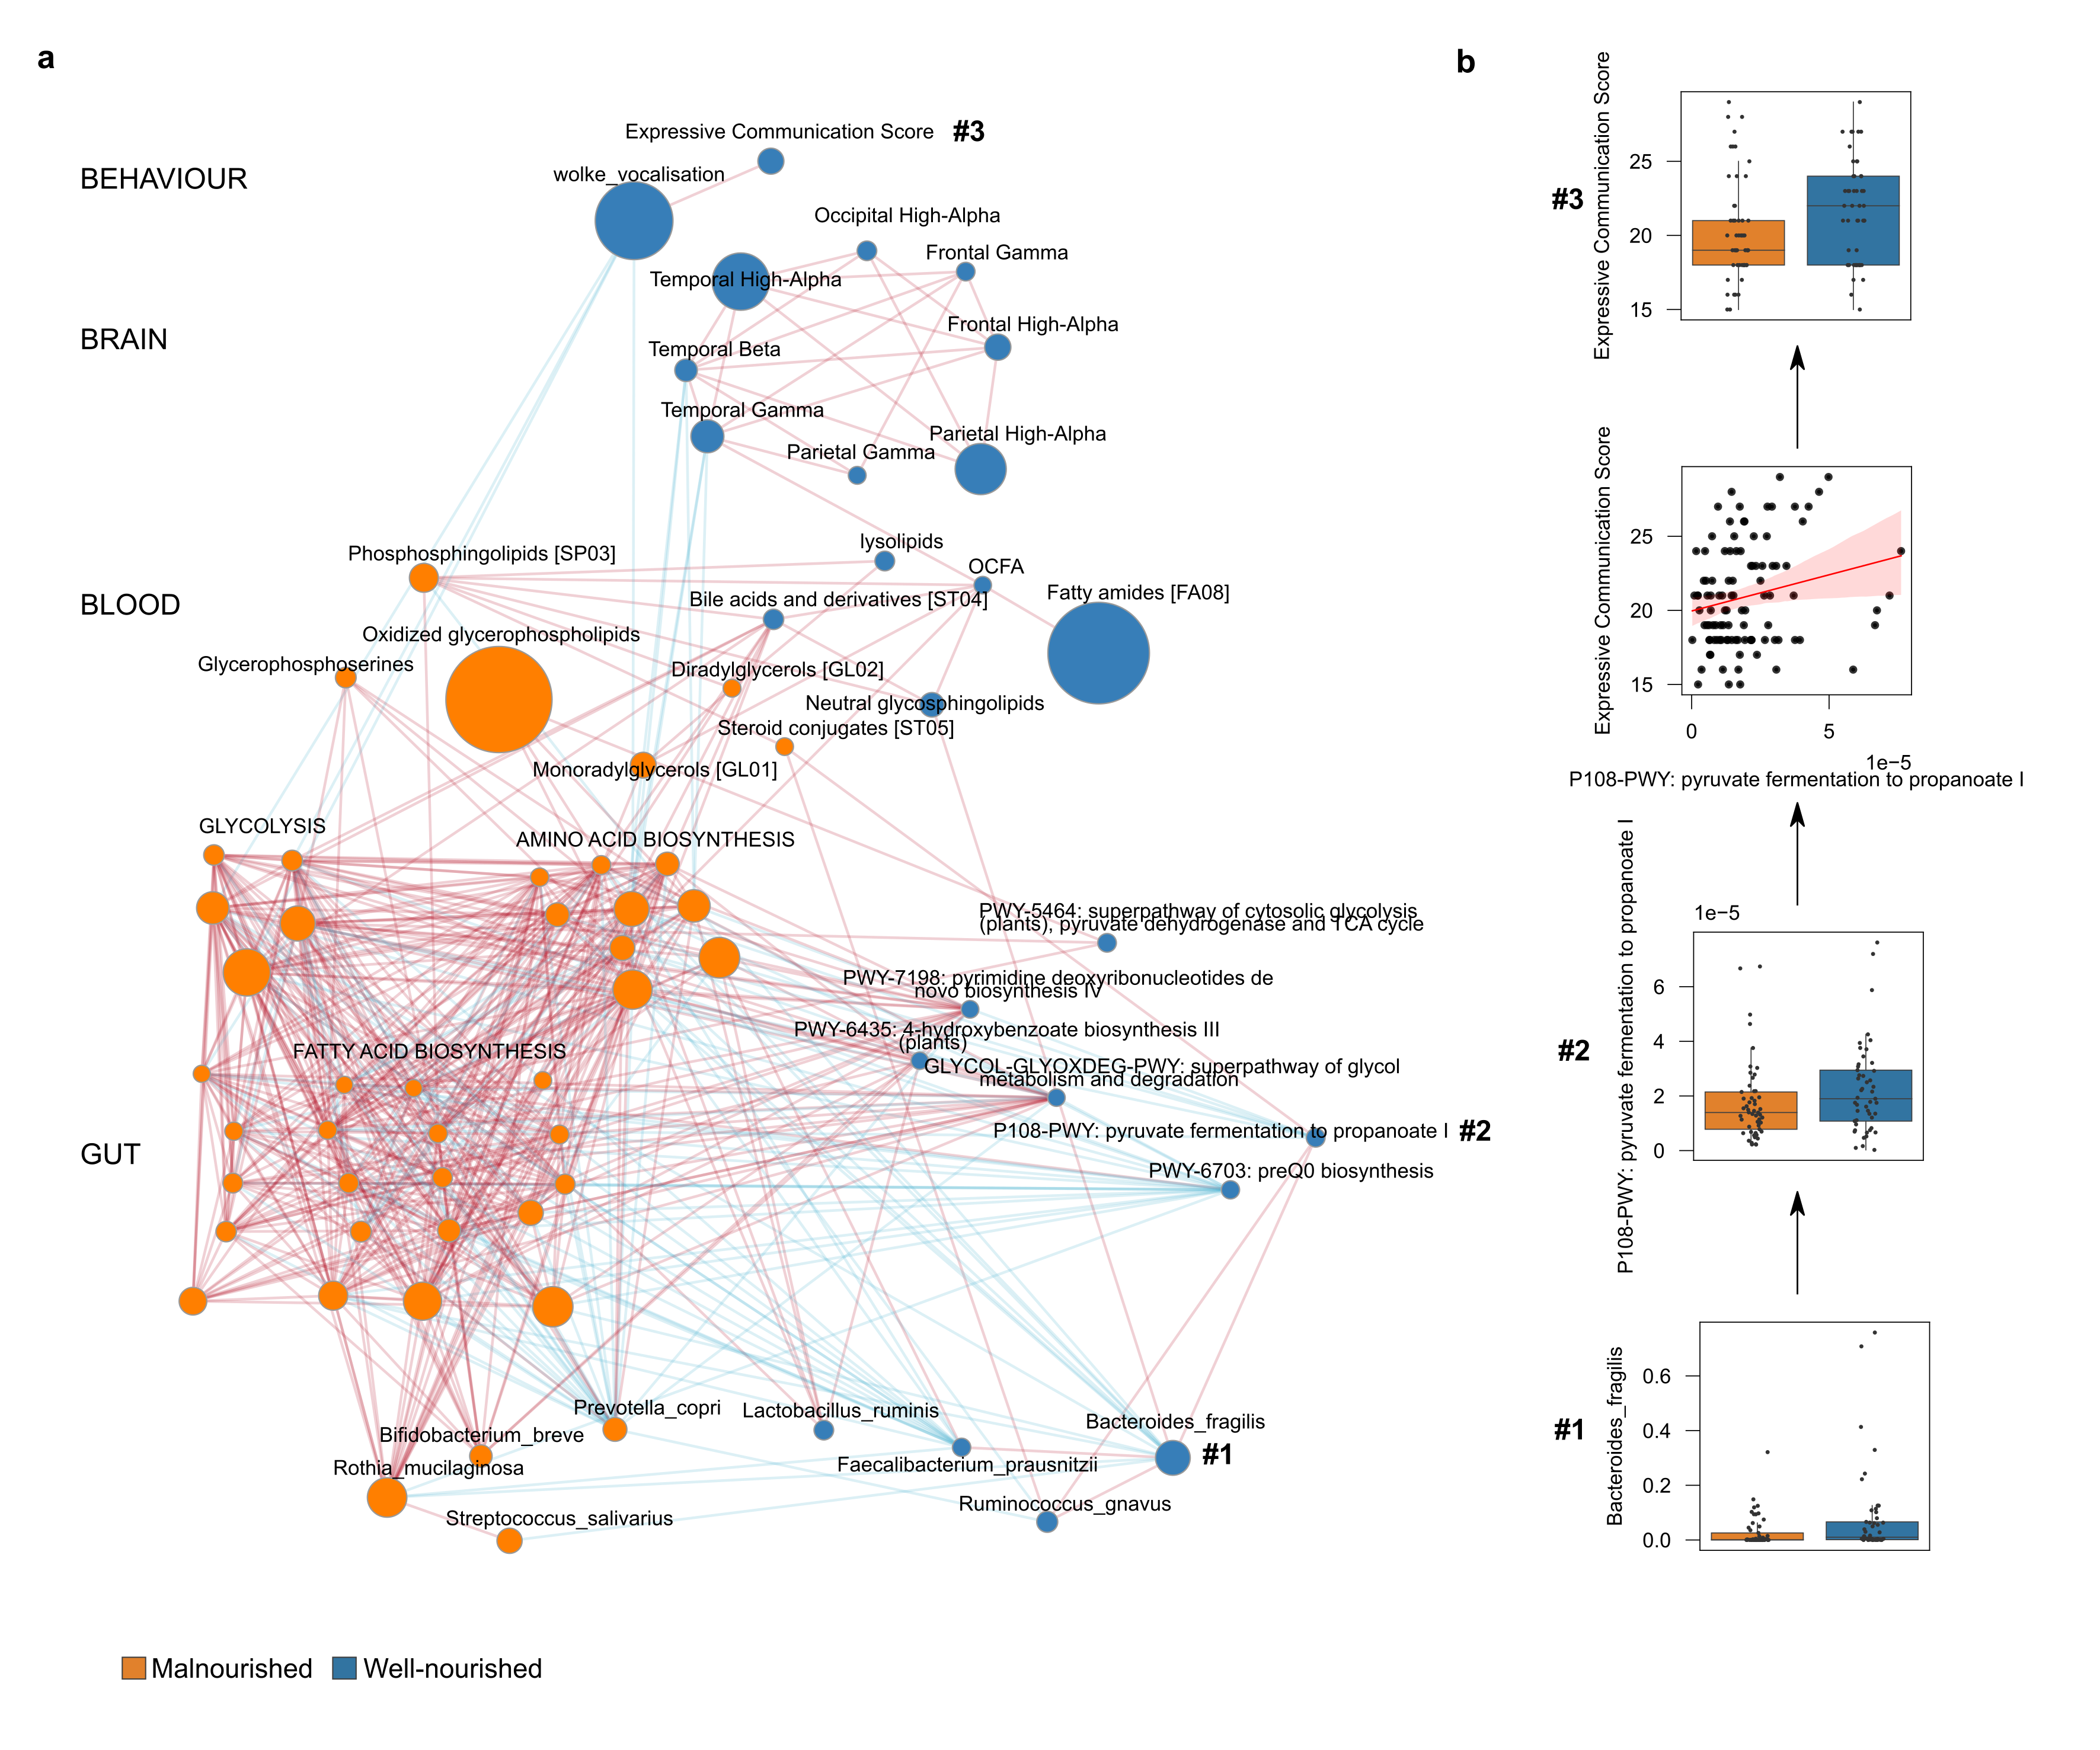 a
BEHAVIOUR
BRAIN
BLOOD
GUT
Expressive Communication Score #3
wolke_vocalisation
Occipital High-Alpha
Frontal Gamma
Temporal High-Alpha
Frontal High-Alpha
Temporal Beta
Temporal Gamma
Parietal High-Alpha
Parietal Gamma
lysolipids
Phosphosphingolipids [SP03]
OCFA
Fatty amides [FA08]
Bile acids and derivatives [ST04]
Oxidized glycerophospholipids
Glycerophosphoserines
Diradylglycerols [GL02]
Neutral glycosphingolipids
Steroid conjugates [ST05]
Monoradylglycerols [GL01]
GLYCOLYSIS
AMINO ACID BIOSYNTHESIS
PWY-5464: superpathway of cytosolic glycolysis
(plants), pyruvate dehydrogenase and TCA cycle
PWY-7198: pyrimidine deoxyribonucleotides de
novo biosynthesis IV
PWY-6435: 4-hydroxybenzoate biosynthesis III
(plants)
FATTY ACID BIOSYNTHESIS
GLYCOL-GLYOXDEG-PWY: superpathway of glycol
metabolism and degradation
P108-PWY: pyruvate fermentation to propanoate I #2
PWY-6703: preQ0 biosynthesis
Prevotella_copri
Lactobacillus_ruminis
Bacteroides_fragilis
#1
Bifidobacterium_breve
Faecalibacterium_prausnitzii
Rothia_mucilaginosa
Ruminococcus_gnavus
Streptococcus_salivarius
Malnourished
Well-nourished
b
#3
Expressive Communication Score
25
20
15
Expressive Communication Score
25
20
15
0 5
1e−5
P108-PWY: pyruvate fermentation to propanoate I
#2
P108-PWY: pyruvate fermentation to propanoate I
1e−5
6
4
2
0
#1
Bacteroides_fragilis
0.6
0.4
0.2
0.0